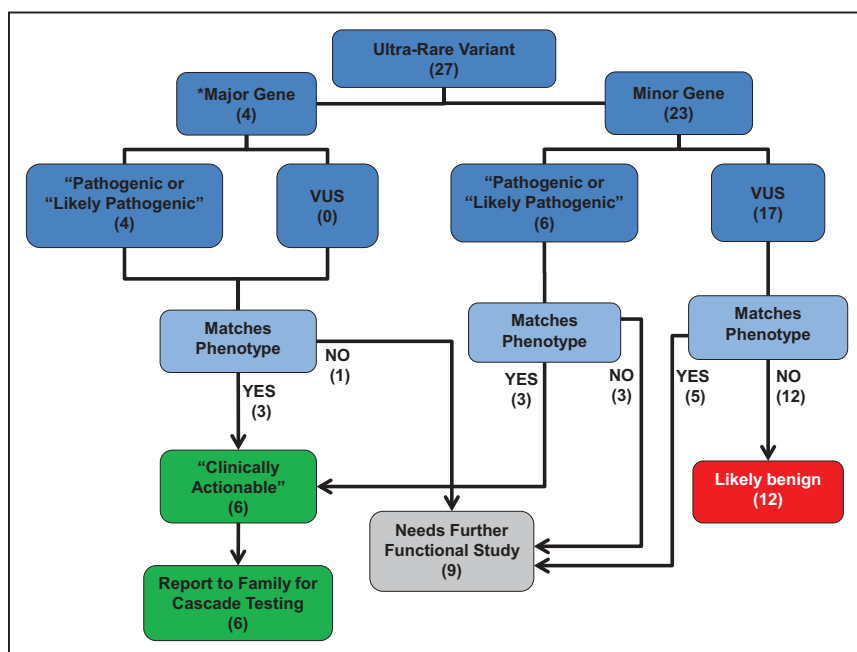 Ultra-Rare Variant
(27)
*Major Gene
(4)
Minor Gene
(23)
“Pathogenic or
“Likely Pathogenic”
(4)
VUS
(0)
“Pathogenic or
“Likely Pathogenic”
(6)
VUS
(17)
Matches
Phenotype
Matches
Phenotype
Matches
Phenotype
NO
(1)
YES
(3)
YES
(3)
NO
(3)
YES
(5)
NO
(12)
“Clinically
Actionable”
(6)
Likely benign
(12)
Needs Further
Functional Study
(9)
Report to Family for
Cascade Testing
(6)